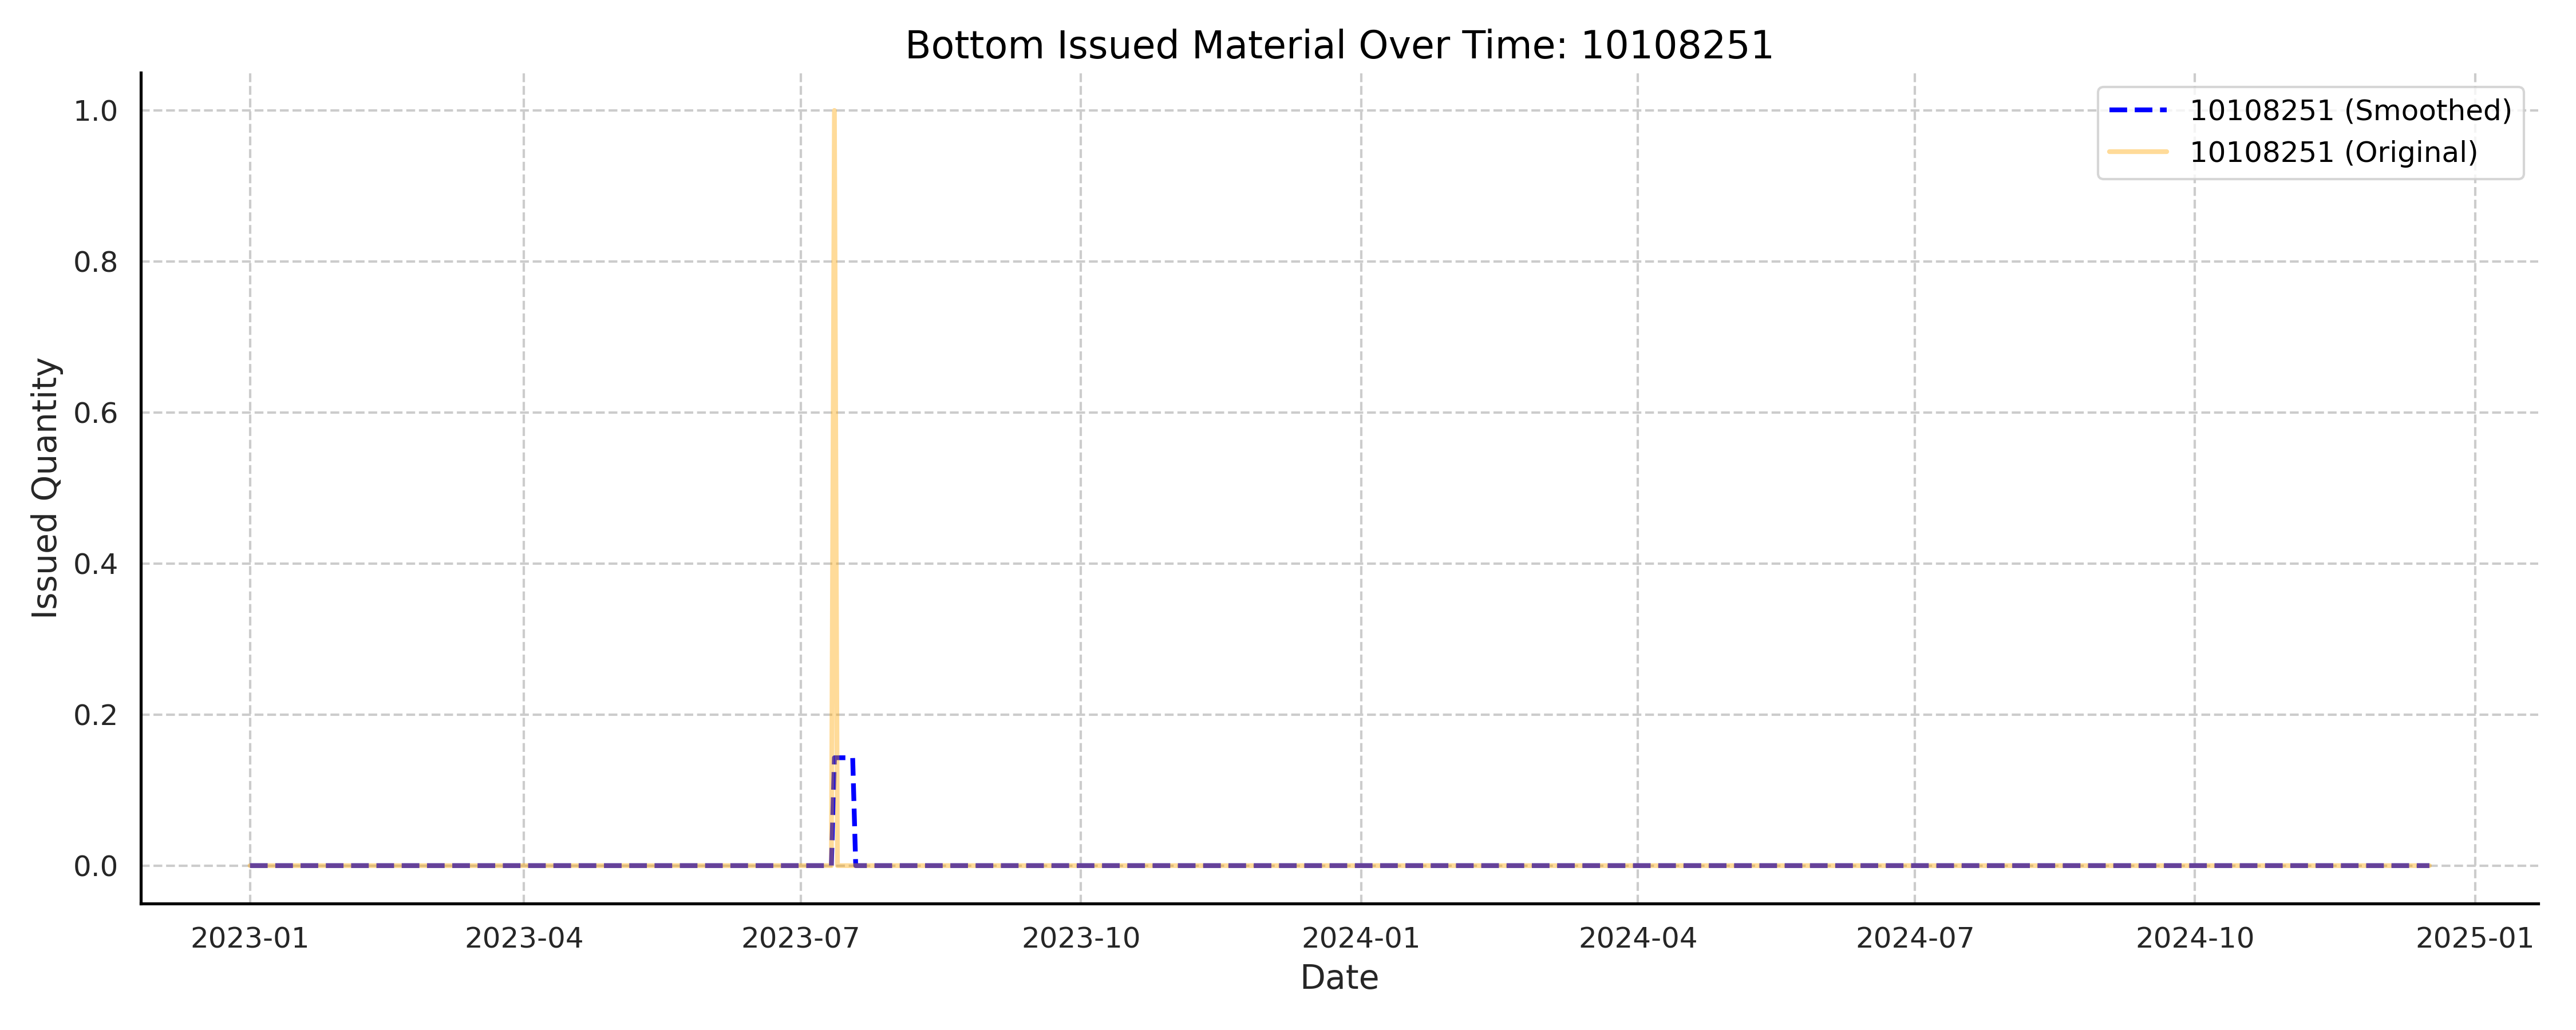 Bottom Issued Material Over Time: 10108251
10108251 (Smoothed)
10108251 (Original)
Issued Quantity
1.0
0.8
0.6
0.4
0.2
0.0
2023-01 2023-04 2023-07 2023-10 2024-01 2024-04 2024-07 2024-10 2025-01
Date